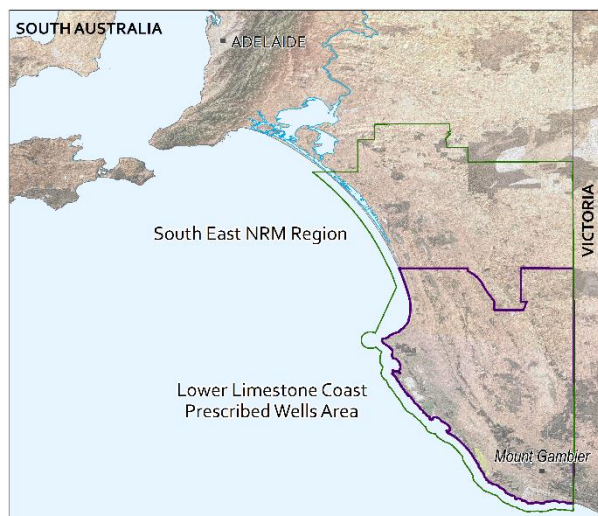 SOUTH AUSTRALIA
ADELAIDE
South East NRM Region
VICTORIA
Lower Limestone Coast
Prescribed Wells Area
Mount Gambier